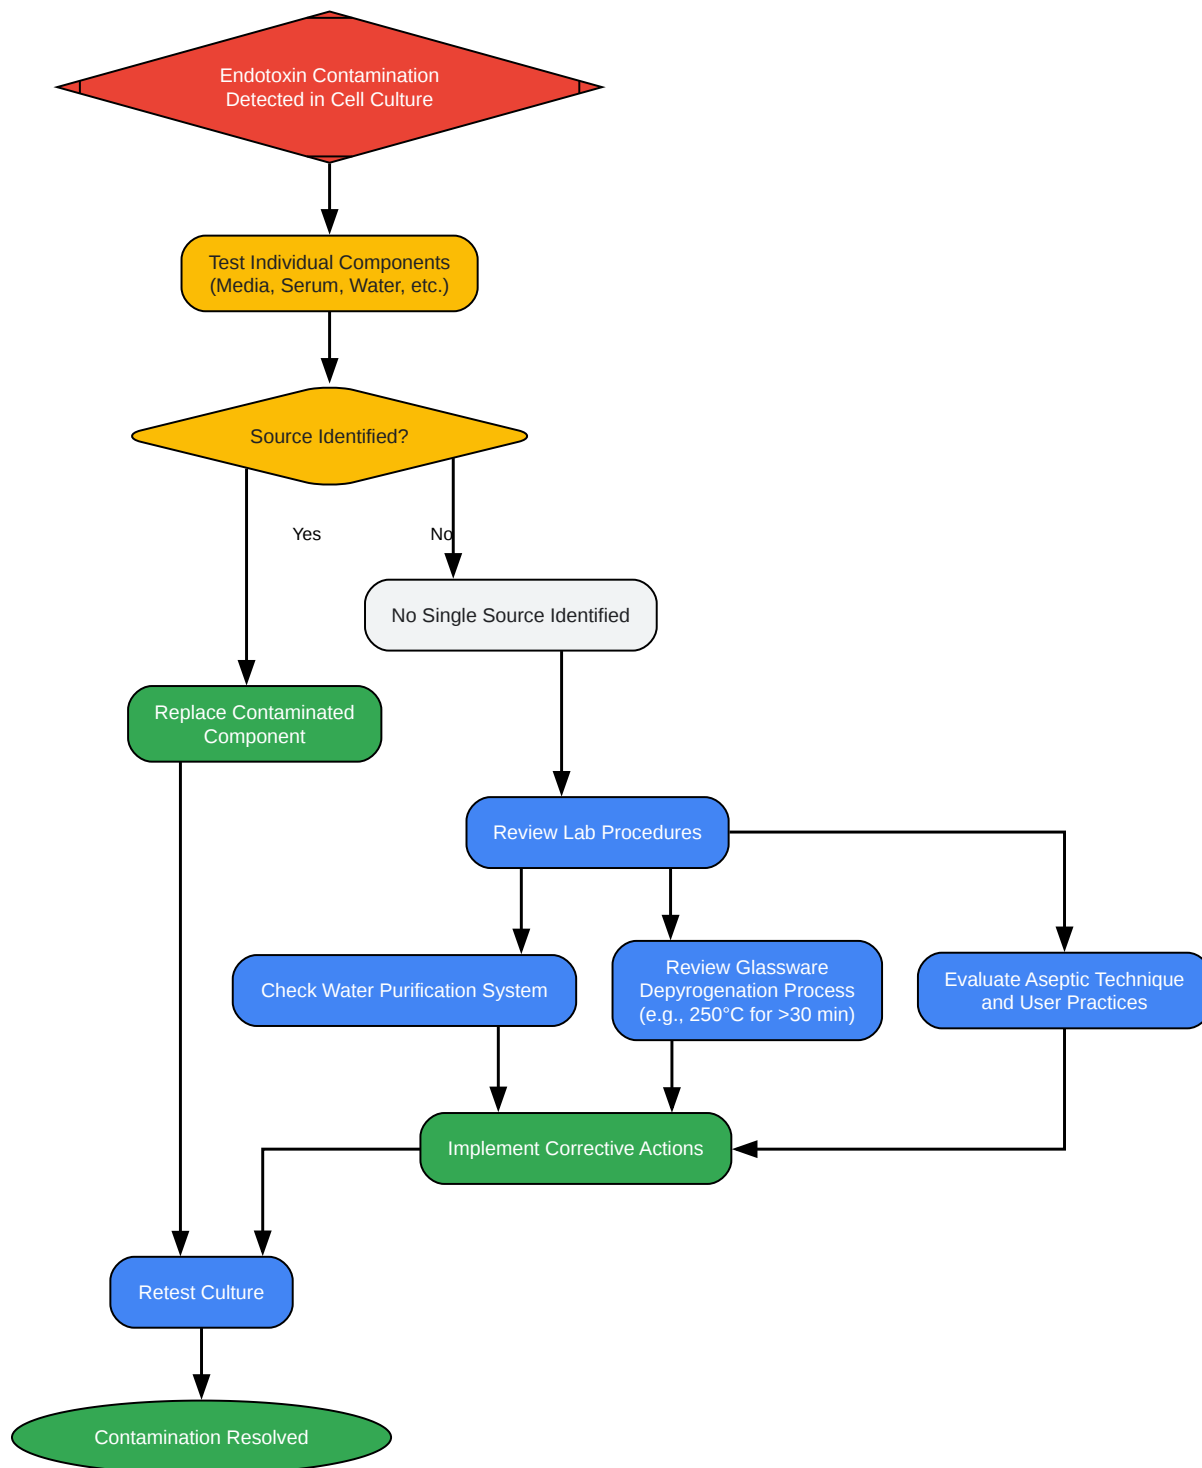 Endotoxin Contamination
Detected in Cell Culture
Test Individual Components
(Media, Serum, Water, etc.)
Source Identified?
Yes
No
No Single Source Identified
Replace Contaminated
Component
Review Lab Procedures
Check Water Purification System
Review Glassware
Depyrogenation Process
(e.g., 250°C for >30 min)
Evaluate Aseptic Technique
and User Practices
Implement Corrective Actions
Retest Culture
Contamination Resolved